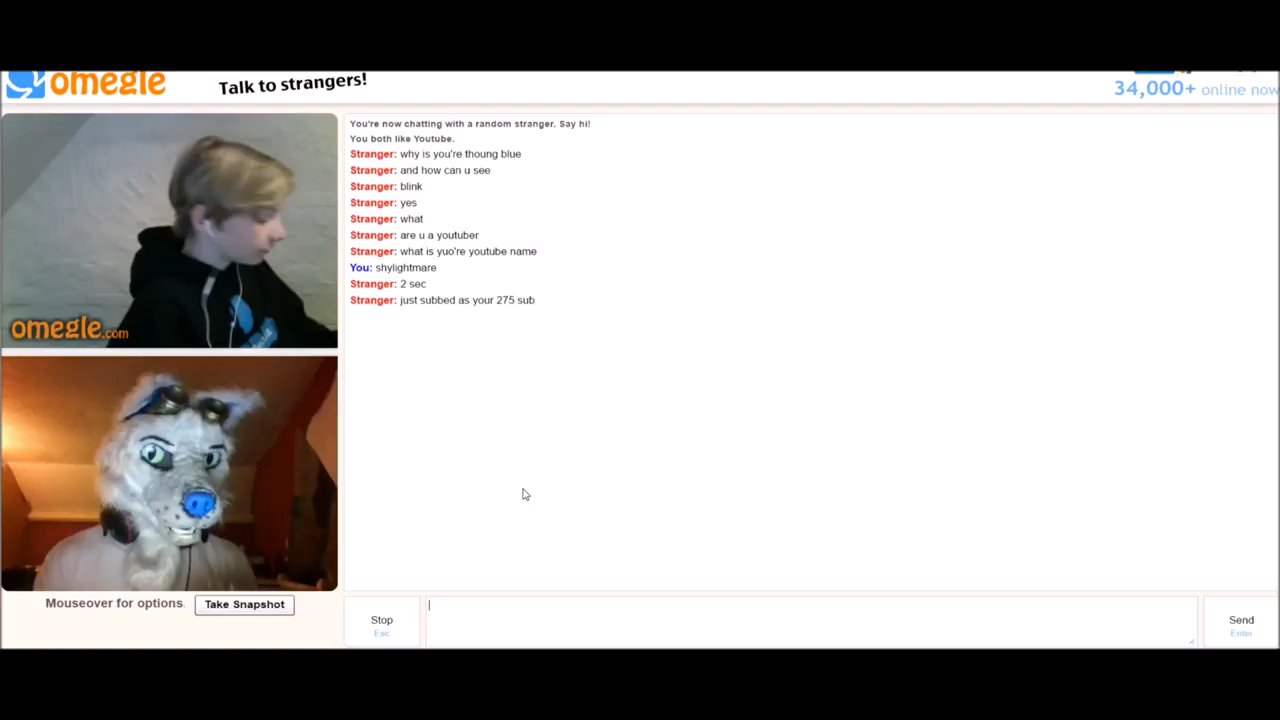 omegle
Talk to strangers!
34,000+ online now
You're now chatting with a random stranger. Say hi!
You both like Youtube.
Stranger: why is you're thoung blue
Stranger: and how can u see
Stranger: blink
Stranger: yes
Stranger: what
Stranger: are u a youtuber
Stranger: what is yuo're youtube name
You: shylightmare
Stranger: 2 sec
Stranger: just subbed as your 275 sub
omegle.com
Mouseover for options.
Take Snapshot
Stop
Esc
Send
Enter